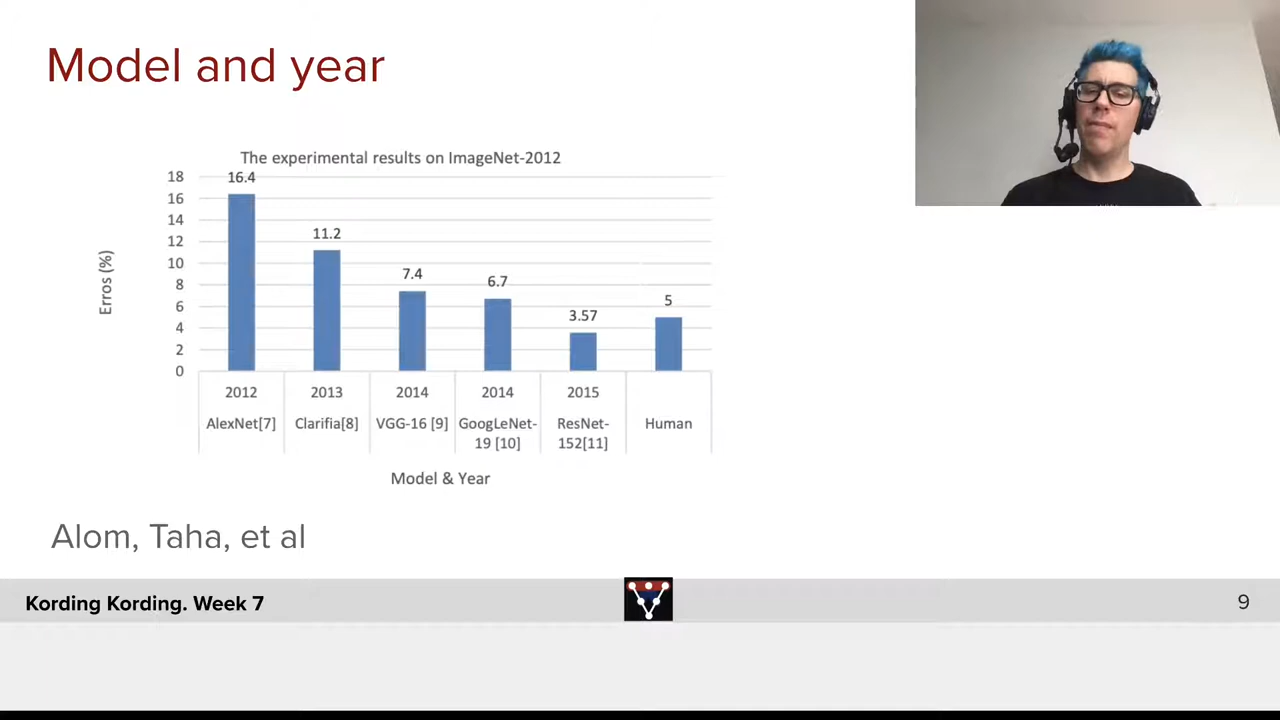 Model and year
The experimental results on ImageNet-2012
18
16
14
12
10
8
6
4
2
0
Erros (%)
16.4
11.2
7.4
6.7
3.57
5
2012 2013 2014 2014 2015
AlexNet[7] Clarifia[8] VGG-16 [9] GoogLeNet- ResNet- Human
19 [10] 152[11]
Model & Year
Alom, Taha, et al
Kording Kording. Week 7
9